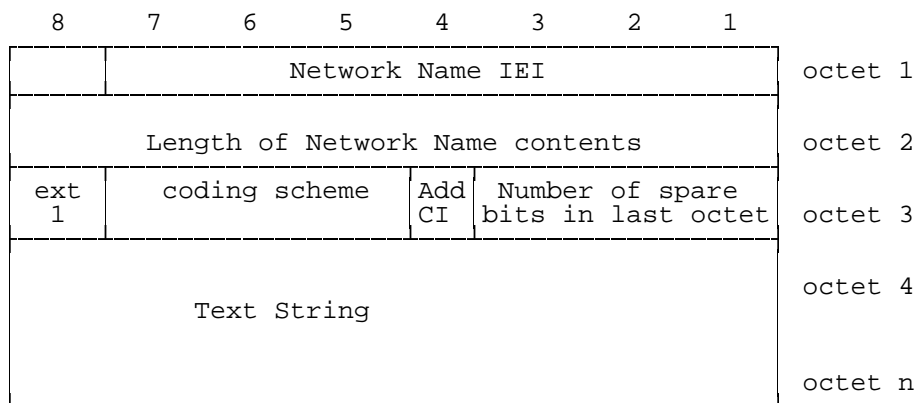 8 7 6 5 4 3 2 1
Network Name IEI octet 1
Length of Network Name contents octet 2
ext coding scheme Add Number of spare
1 CI bits in last octet octet 3
octet 4
Text String
octet n